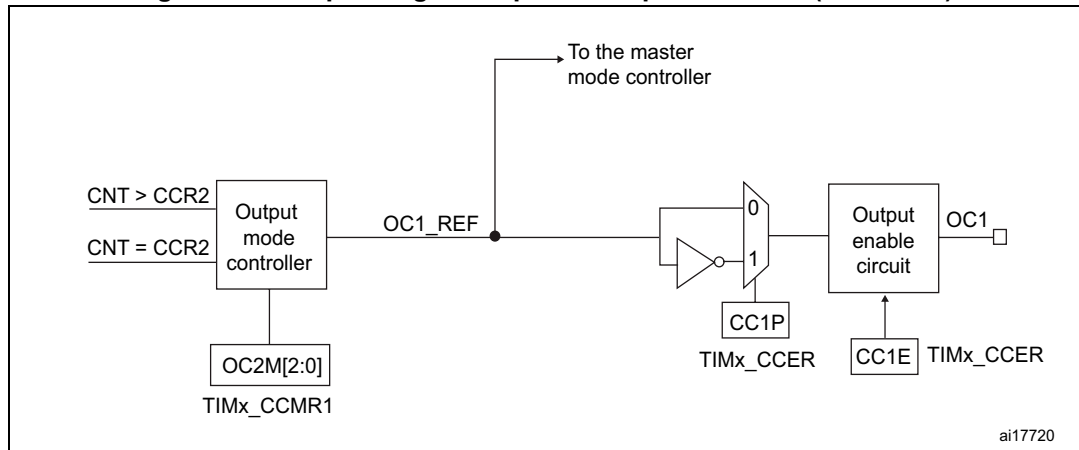 To the master
mode controller
CNT > CCR2
CNT = CCR2
Output
mode
controller
OC1_REF
0
1
Output
enable
circuit
OC1
CC1P
TIMx_CCER
CC1E
TIMx_CCER
OC2M[2:0]
TIMx_CCMR1
ai17720